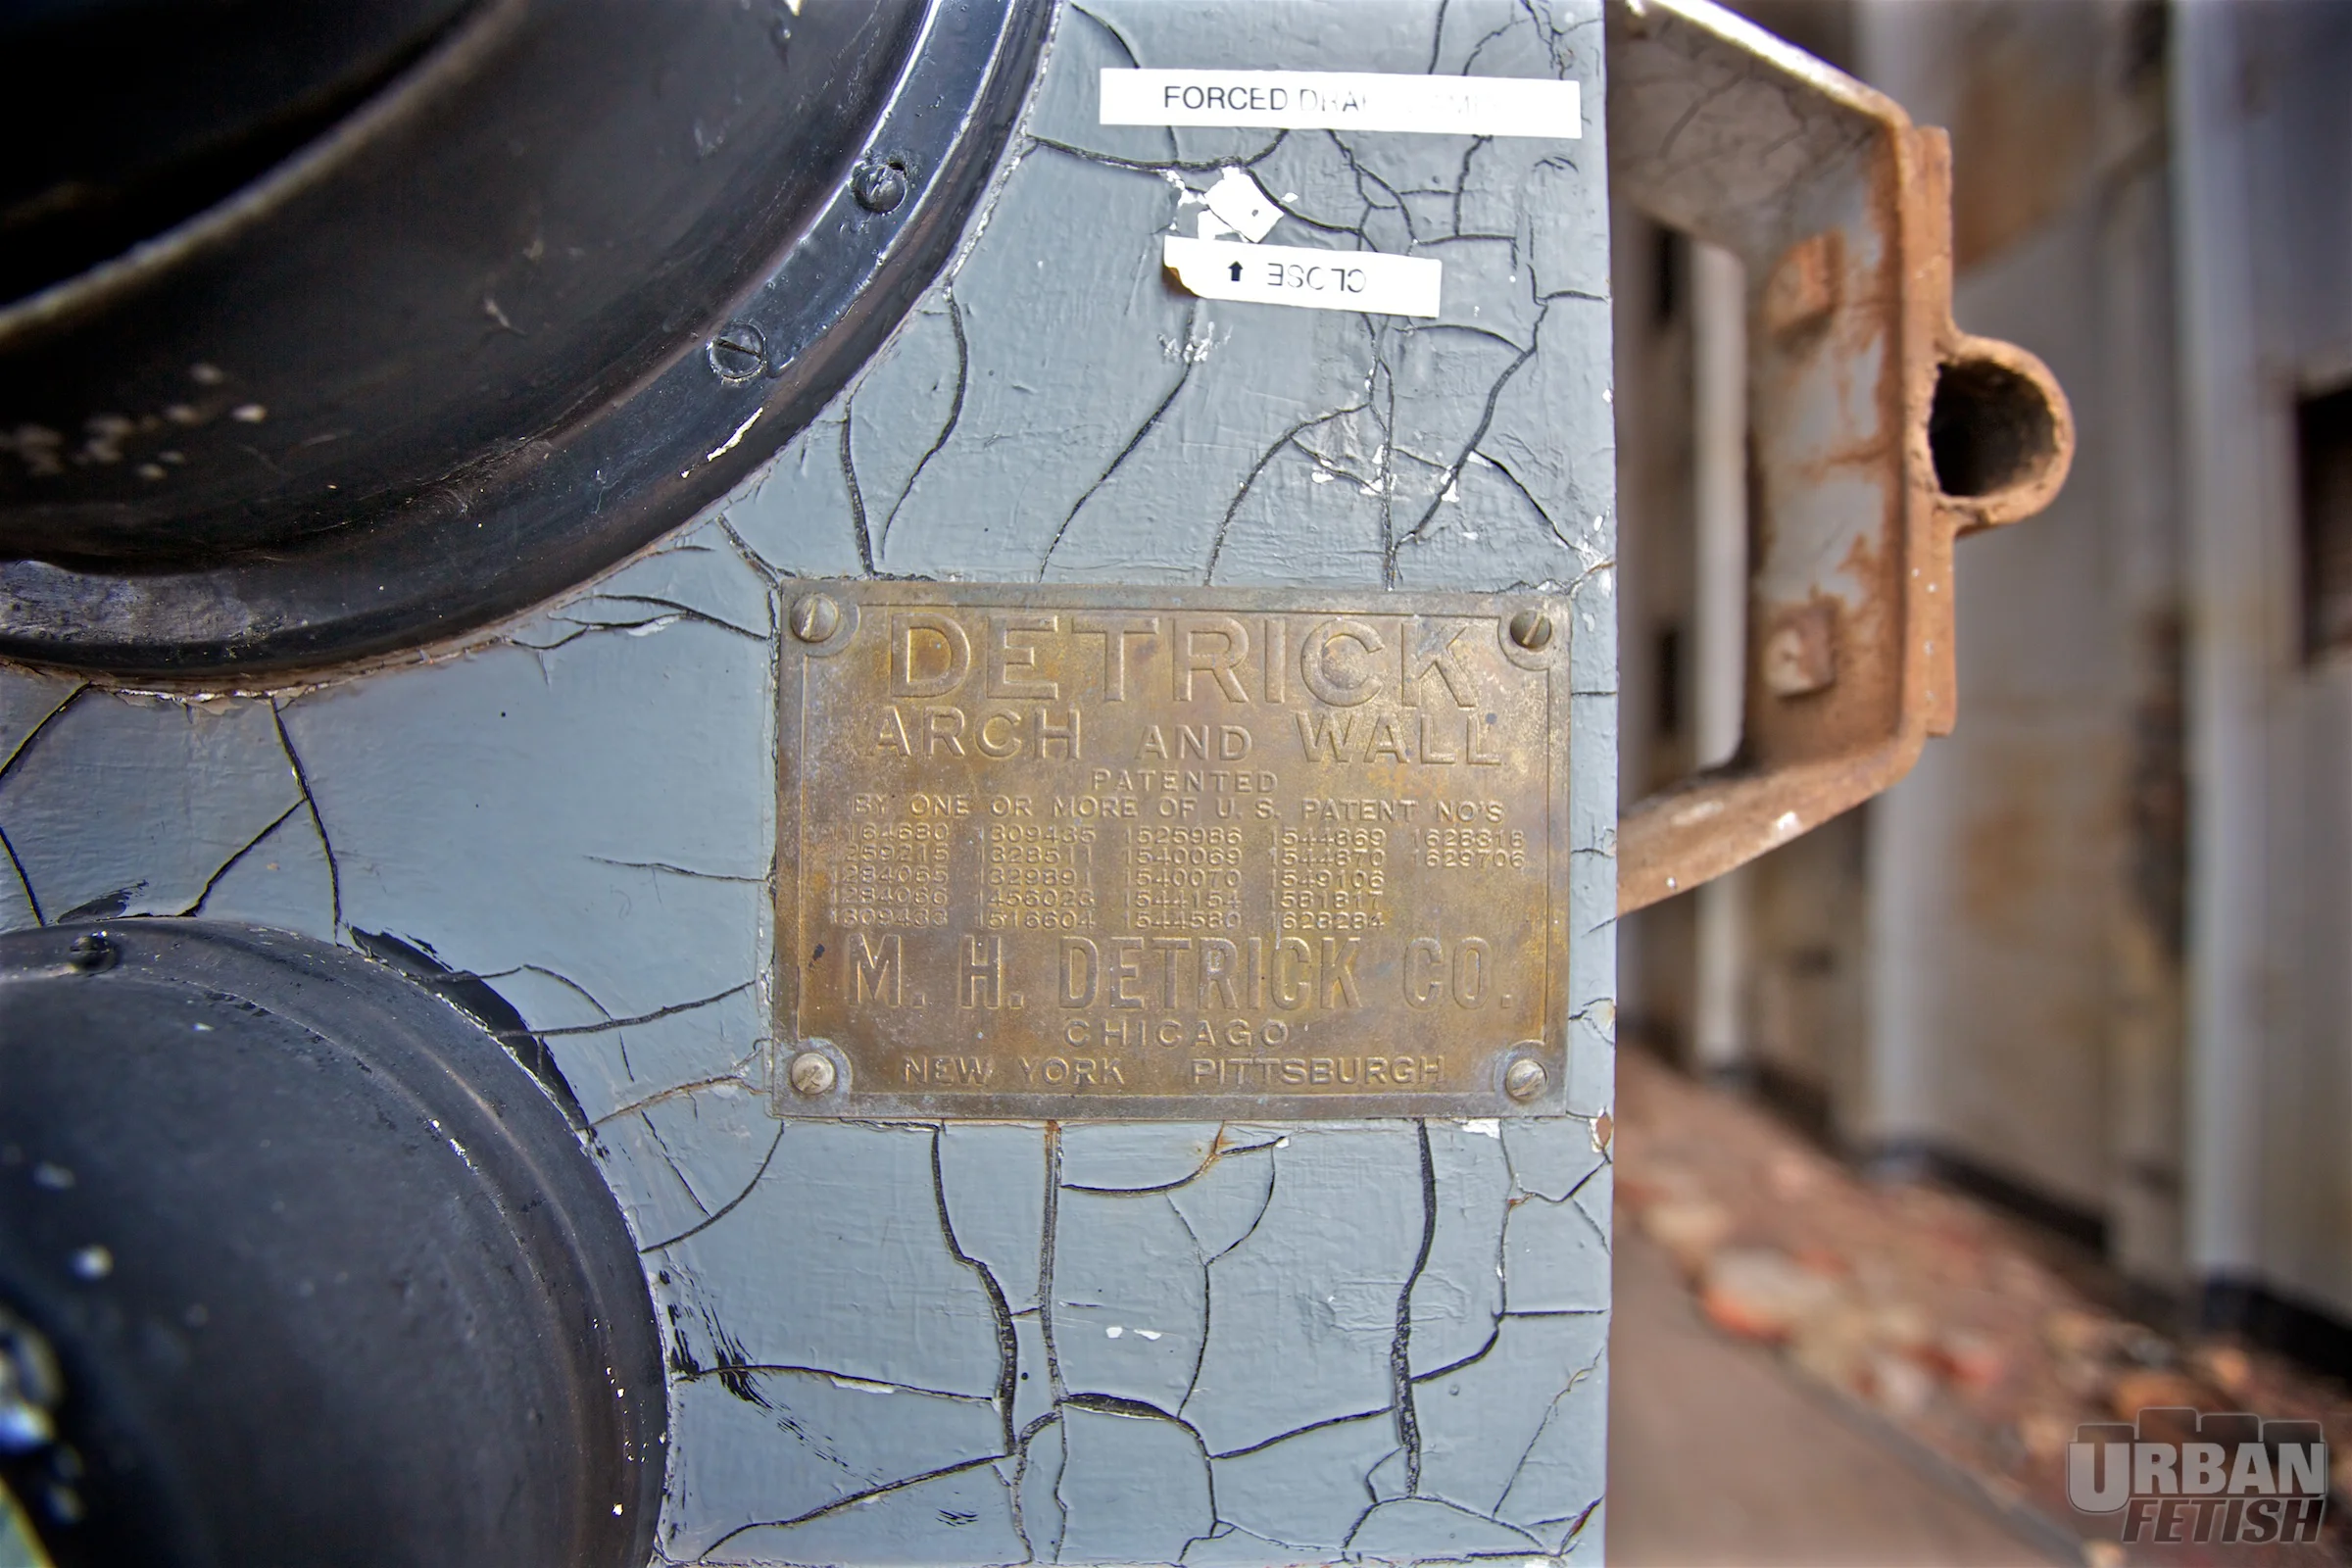 FORCED
CLOSE
DETRICK
ARCH AND WALL
PATENTED
BY ONE OR MORE OF U. S. PATENT NO'S
1164680 1309435 1525986 1544869 1628818
1259215 1328511 1540069 1544870 1629706
1284065 1329891 1540070 1549106
1284066 1456023 1544154 1581817
1309433 1516604 1544580 1628284
M. H. DETRICK CO.
CHICAGO
NEW YORK PITTSBURGH
URBAN
FETISH